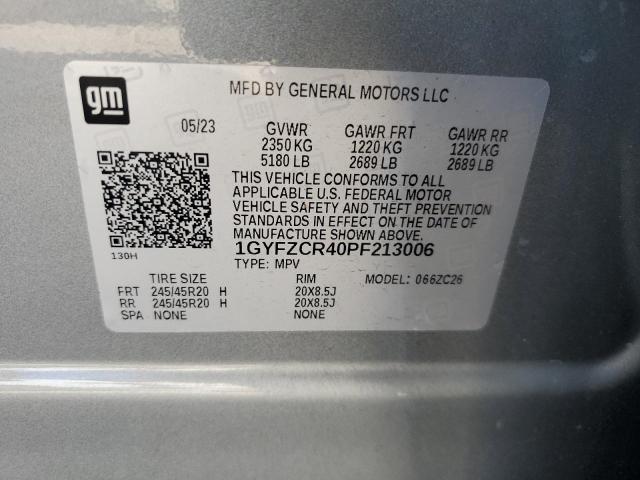 gm
MFD BY GENERAL MOTORS LLC
05/23 GVWR GAWR FRT GAWR RR
2350 KG 1220 KG 1220 KG
5180 LB 2689 LB 2689 LB
THIS VEHICLE CONFORMS TO ALL
APPLICABLE U.S. FEDERAL MOTOR
VEHICLE SAFETY AND THEFT PREVENTION
STANDARDS IN EFFECT ON THE DATE OF
MANUFACTURE SHOWN ABOVE.
130H
1GYFZCR40PF213006
TYPE: MPV MODEL: 066ZC26
TIRE SIZE RIM
FRT 245/45R20 H 20X8.5J
RR 245/45R20 H 20X8.5J
SPA NONE NONE